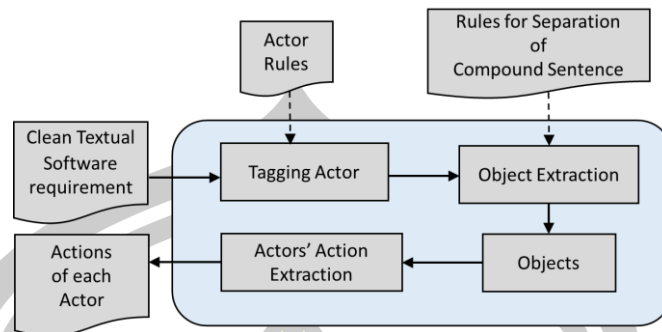 Actor
Rules
Rules for Separation
of
Compound Sentence
Clean Textual
Software
requirement
Tagging Actor
Object Extraction
Actions
of each
Actor
Actors' Action
Extraction
Objects